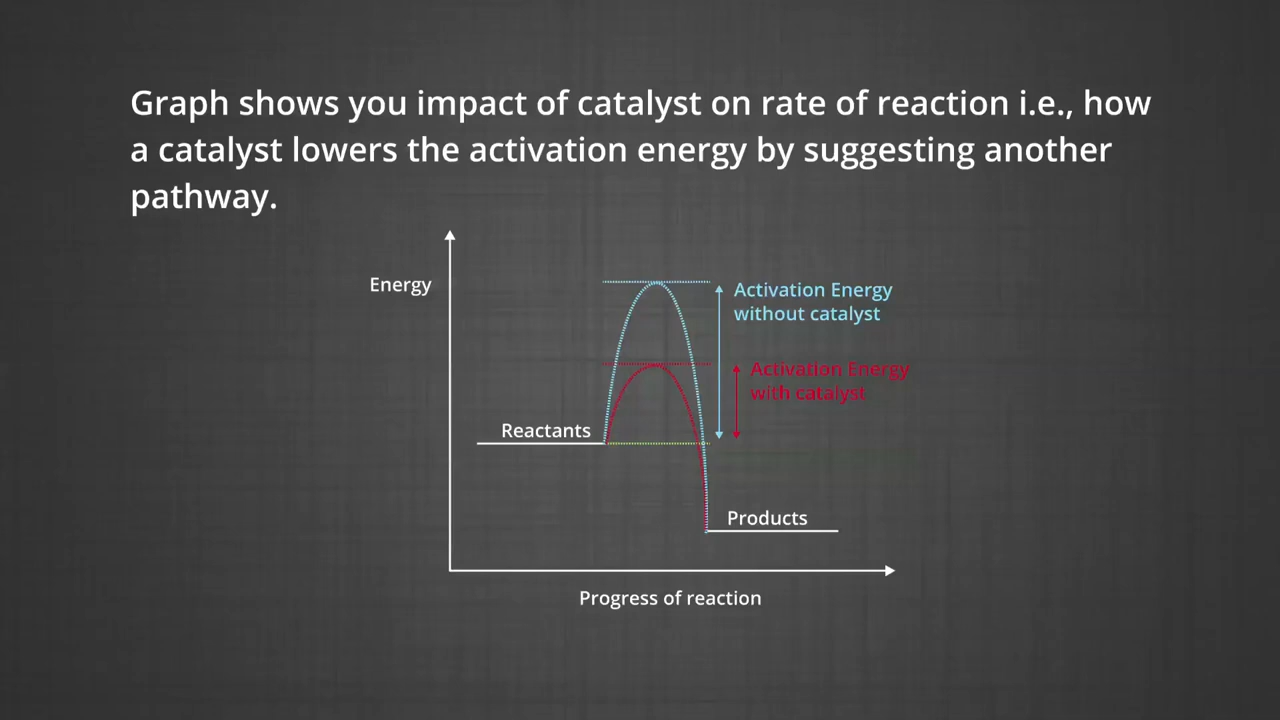 Graph shows you impact of catalyst on rate of reaction i.e., how
a catalyst lowers the activation energy by suggesting another
pathway.
Energy
Activation Energy
without catalyst
Activation Energy
with catalyst
Reactants
Products
Progress of reaction